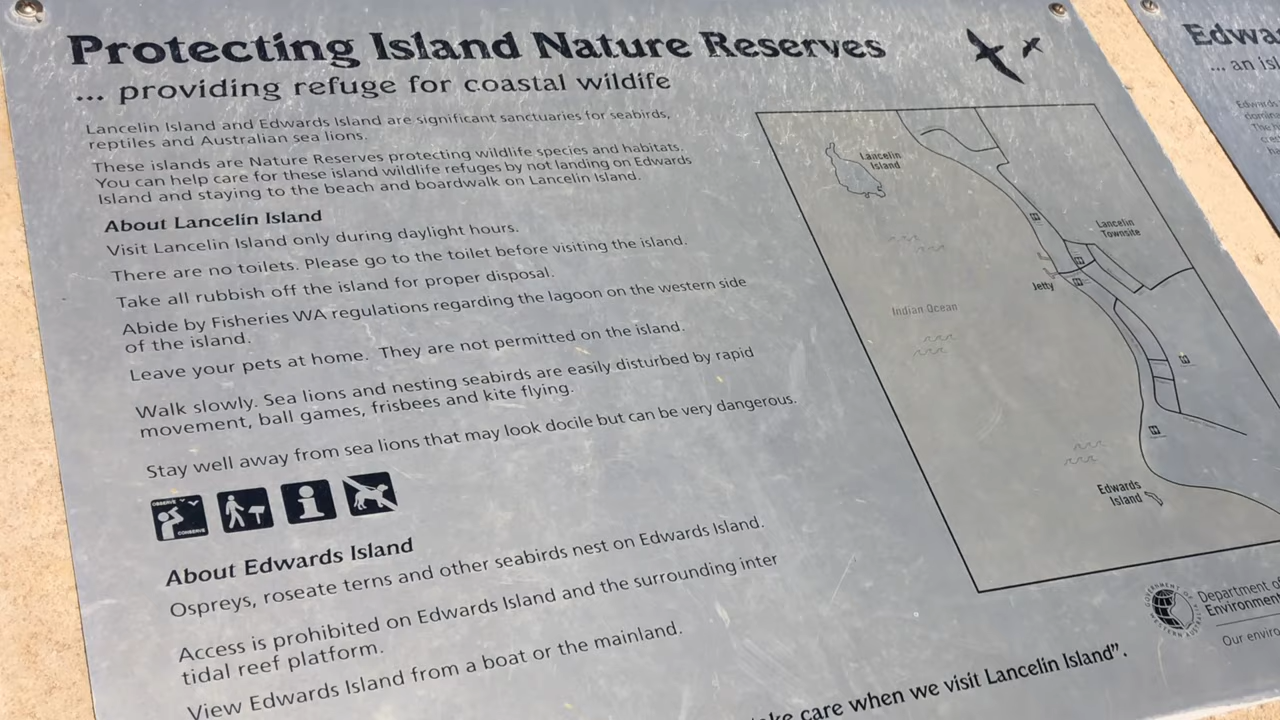 Protecting Island Nature Reserves
... providing refuge for coastal wildlife
Lancelin Island and Edwards Island are significant sanctuaries for seabirds,
reptiles and Australian sea lions.
These islands are Nature Reserves protecting wildlife species and habitats.
You can help care for these island wildlife refuges by not landing on Edwards
Island and staying to the beach and boardwalk on Lancelin Island.
About Lancelin Island
Visit Lancelin Island only during daylight hours.
There are no toilets. Please go to the toilet before visiting the island.
Take all rubbish off the island for proper disposal.
Abide by Fisheries WA regulations regarding the lagoon on the western side
of the island.
Leave your pets at home. They are not permitted on the island.
Walk slowly. Sea lions and nesting seabirds are easily disturbed by rapid
movement, ball games, frisbees and kite flying.
Stay well away from sea lions that may look docile but can be very dangerous.
OBSERVE
CONSERVE
About Edwards Island
Ospreys, roseate terns and other seabirds nest on Edwards Island.
Access is prohibited on Edwards Island and the surrounding inter
tidal reef platform.
View Edwards Island from a boat or the mainland.
care when we visit Lancelin Island".
Lancelin
Island
Lancelin
Townsite
Jetty
Indian Ocean
Edwards
Island
GOVERNMENT OF
WESTERN AUSTRALIA
Department of
Environment
Our enviro
Edwa
... an isl
Edwards